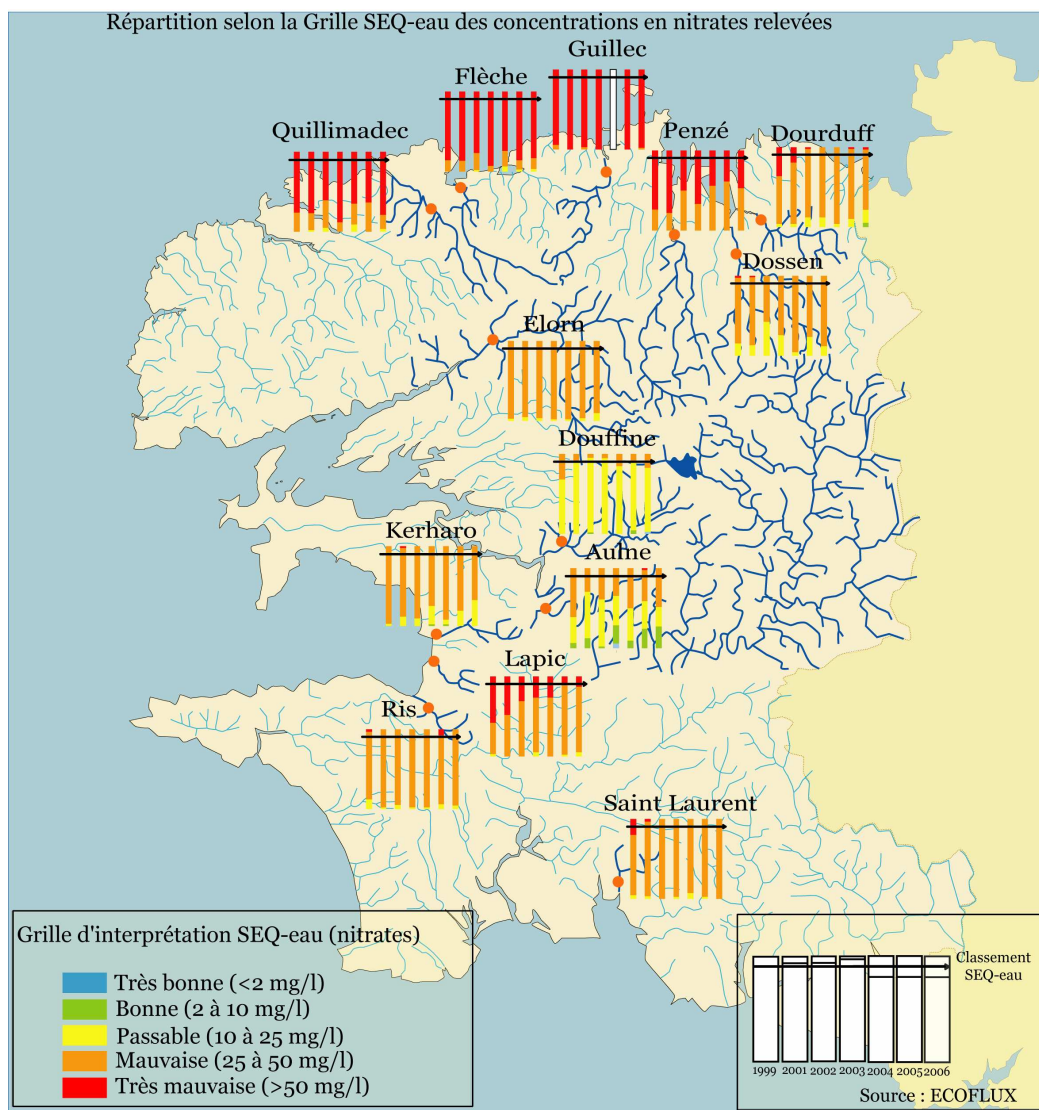 Répartition selon la Grille SEQ-eau des concentrations en nitrates relevées
Guillec
Flèche
Quillimadec
Penzé
Dourduff
Dossen
Elorn
Douffine
Kerharo
Aulne
Lapic
Ris
Saint Laurent
Grille d'interprétation SEQ-eau (nitrates)
Très bonne (<2 mg/l)
Bonne (2 à 10 mg/l)
Passable (10 à 25 mg/l)
Mauvaise (25 à 50 mg/l)
Très mauvaise (>50 mg/l)
Classement
SEQ-eau
1999 2001 2002 2003 2004 2005 2006
Source : ECOFLUX